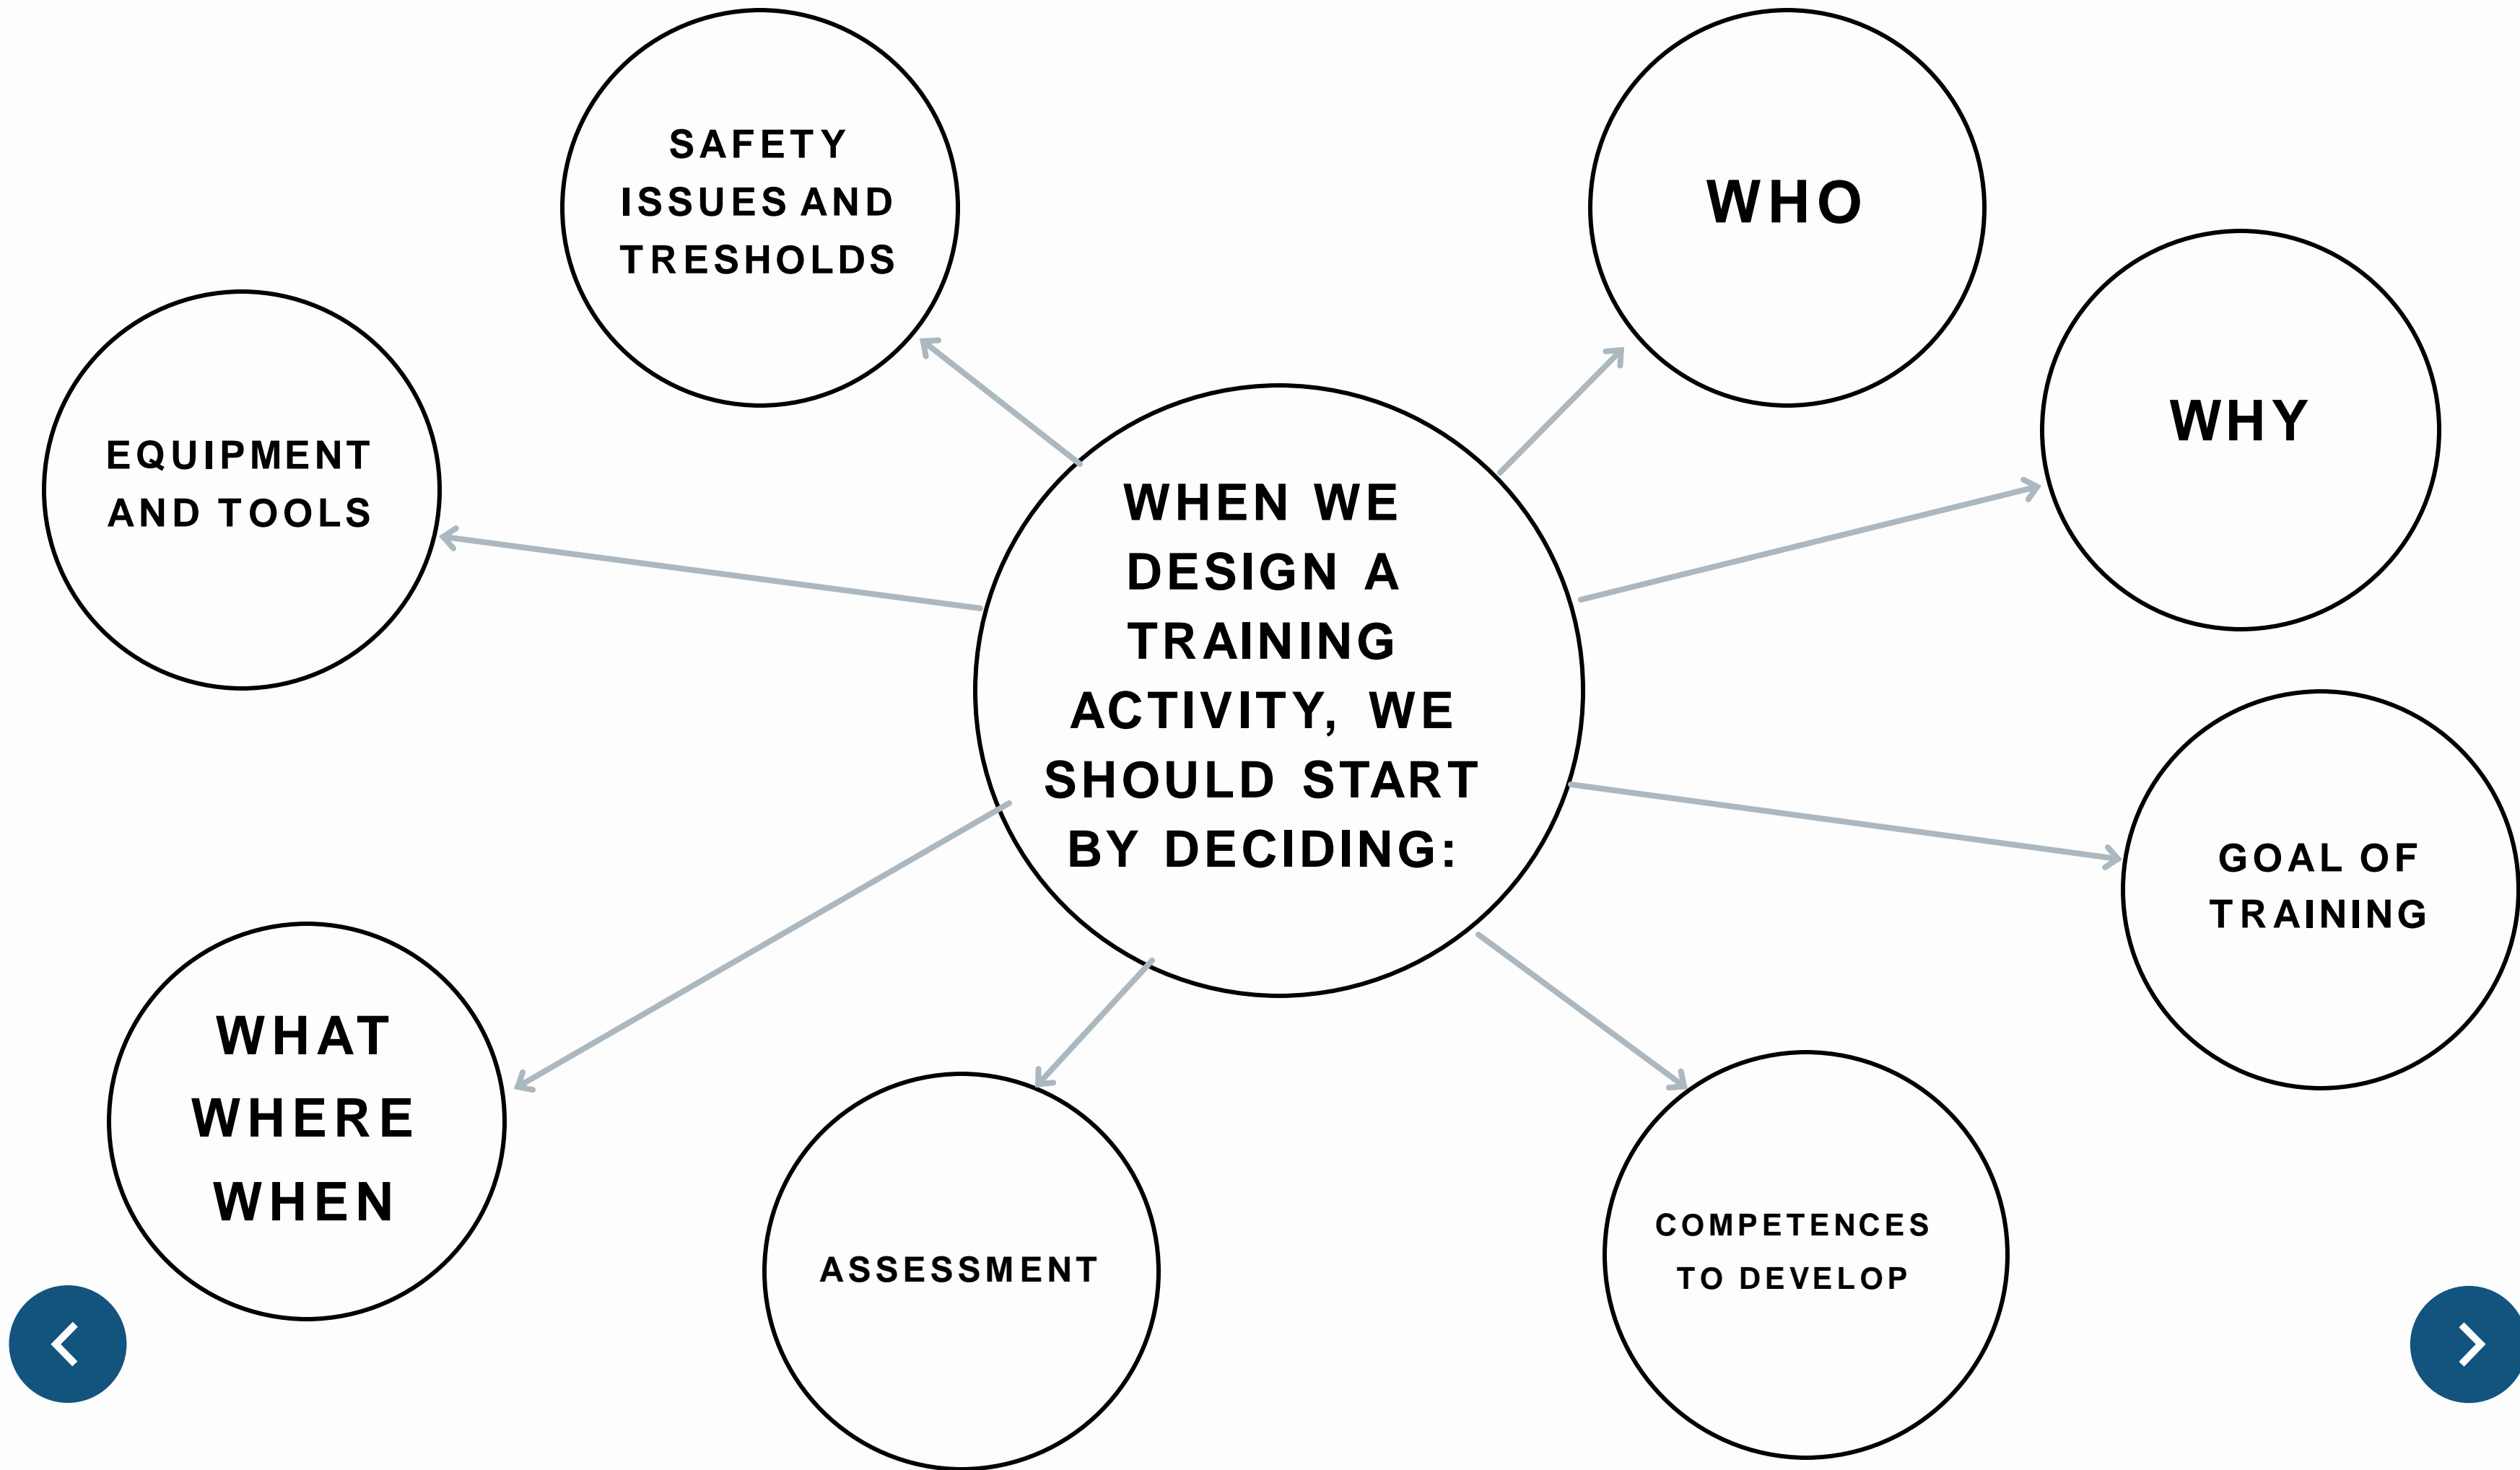 SAFETY
ISSUES AND
TRESHOLDS
WHO
WHY
EQUIPMENT
AND TOOLS
WHEN WE
DESIGN A
TRAINING
ACTIVITY, WE
SHOULD START
BY DECIDING:
GOAL OF
TRAINING
WHAT
WHERE
WHEN
ASSESSMENT
COMPETENCES
TO DEVELOP